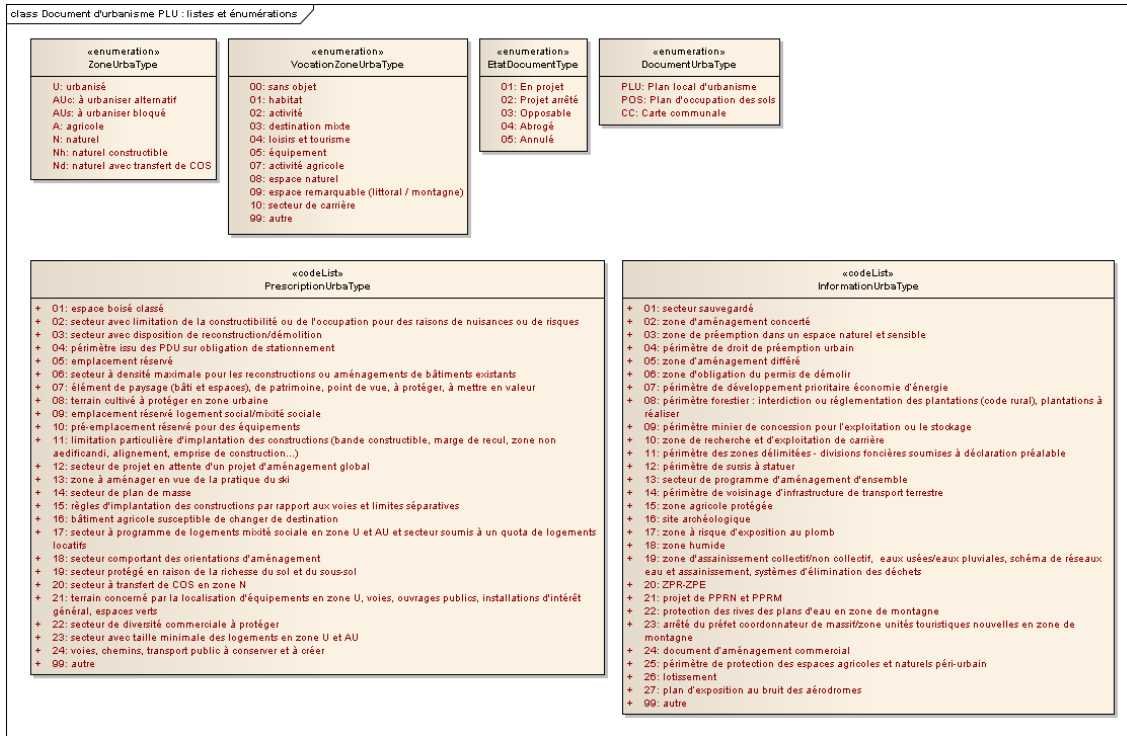 class Document d'urbanisme PLU : listes et énumérations
«enumeration»
ZoneUrbaType
U: urbanisé
AUc: à urbaniser alternatif
AUs: à urbaniser bloqué
A: agricole
N: naturel
Nh: naturel constructible
Nd: naturel avec transfert de COS
«enumeration»
VocationZoneUrbaType
00: sans objet
01: habitat
02: activité
03: destination mixte
04: loisirs et tourisme
05: équipement
07: activité agricole
08: espace naturel
09: espace remarquable (littoral / montagne)
10: secteur de carrière
99: autre
«enumeration»
EtatDocumentType
01: En projet
02: Projet arrêté
03: Opposable
04: Abrogé
05: Annulé
«enumeration»
DocumentUrbaType
PLU: Plan local d'urbanisme
POS: Plan d'occupation des sols
CC: Carte communale
«codeList»
PrescriptionUrbaType
+ 01: espace boisé classé
+ 02: secteur avec limitation de la constructibilité ou de l'occupation pour des raisons de nuisances ou de risques
+ 03: secteur avec disposition de reconstruction/démolition
+ 04: périmètre issu des PDU sur obligation de stationnement
+ 05: emplacement réservé
+ 06: secteur à densité maximale pour les reconstructions ou aménagements de bâtiments existants
+ 07: élément de paysage (bâti et espaces), de patrimoine, point de vue, à protéger, à mettre en valeur
+ 08: terrain cultivé à protéger en zone urbaine
+ 09: emplacement réservé logement social/mixité sociale
+ 10: pré-emplacement réservé pour des équipements
+ 11: limitation particulière d'implantation des constructions (bande constructible, marge de recul, zone non
aedificandi, alignement, emprise de construction...)
+ 12: secteur de projet en attente d'un projet d'aménagement global
+ 13: zone à aménager en vue de la pratique du ski
+ 14: secteur de plan de masse
+ 15: règles d'implantation des constructions par rapport aux voies et limites séparatives
+ 16: bâtiment agricole susceptible de changer de destination
+ 17: secteur à programme de logements mixité sociale en zone U et AU et secteur soumis à un quota de logements
locatifs
+ 18: secteur comportant des orientations d'aménagement
+ 19: secteur protégé en raison de la richesse du sol et du sous-sol
+ 20: secteur à transfert de COS en zone N
+ 21: terrain concerné par la localisation d'équipements en zone U, voies, ouvrages publics, installations d'intérêt
général, espaces verts
+ 22: secteur de diversité commerciale à protéger
+ 23: secteur avec taille minimale des logements en zone U et AU
+ 24: voies, chemins, transport public à conserver et à créer
+ 99: autre
«codeList»
InformationUrbaType
+ 01: secteur sauvegardé
+ 02: zone d'aménagement concerté
+ 03: zone de préemption dans un espace naturel et sensible
+ 04: périmètre de droit de préemption urbain
+ 05: zone d'aménagement différé
+ 06: zone d'obligation du permis de démolir
+ 07: périmètre de développement prioritaire économie d'énergie
+ 08: périmètre forestier : interdiction ou réglementation des plantations (code rural), plantations à
réaliser
+ 09: périmètre minier de concession pour l'exploitation ou le stockage
+ 10: zone de recherche et d'exploitation de carrière
+ 11: périmètre des zones délimitées - divisions foncières soumises à déclaration préalable
+ 12: périmètre de sursis à statuer
+ 13: secteur de programme d'aménagement d'ensemble
+ 14: périmètre de voisinage d'infrastructure de transport terrestre
+ 15: zone agricole protégée
+ 16: site archéologique
+ 17: zone à risque d'exposition au plomb
+ 18: zone humide
+ 19: zone d'assainissement collectif/non collectif, eaux usées/eaux pluviales, schéma de réseaux
eau et assainissement, systèmes d'élimination des déchets
+ 20: ZPR-ZPE
+ 21: projet de PPRN et PPRM
+ 22: protection des rives des plans d'eau en zone de montagne
+ 23: arrêté du préfet coordonnateur de massif/zone unités touristiques nouvelles en zone de
montagne
+ 24: document d'aménagement commercial
+ 25: périmètre de protection des espaces agricoles et naturels péri-urbain
+ 26: lotissement
+ 27: plan d'exposition au bruit des aérodromes
+ 99: autre